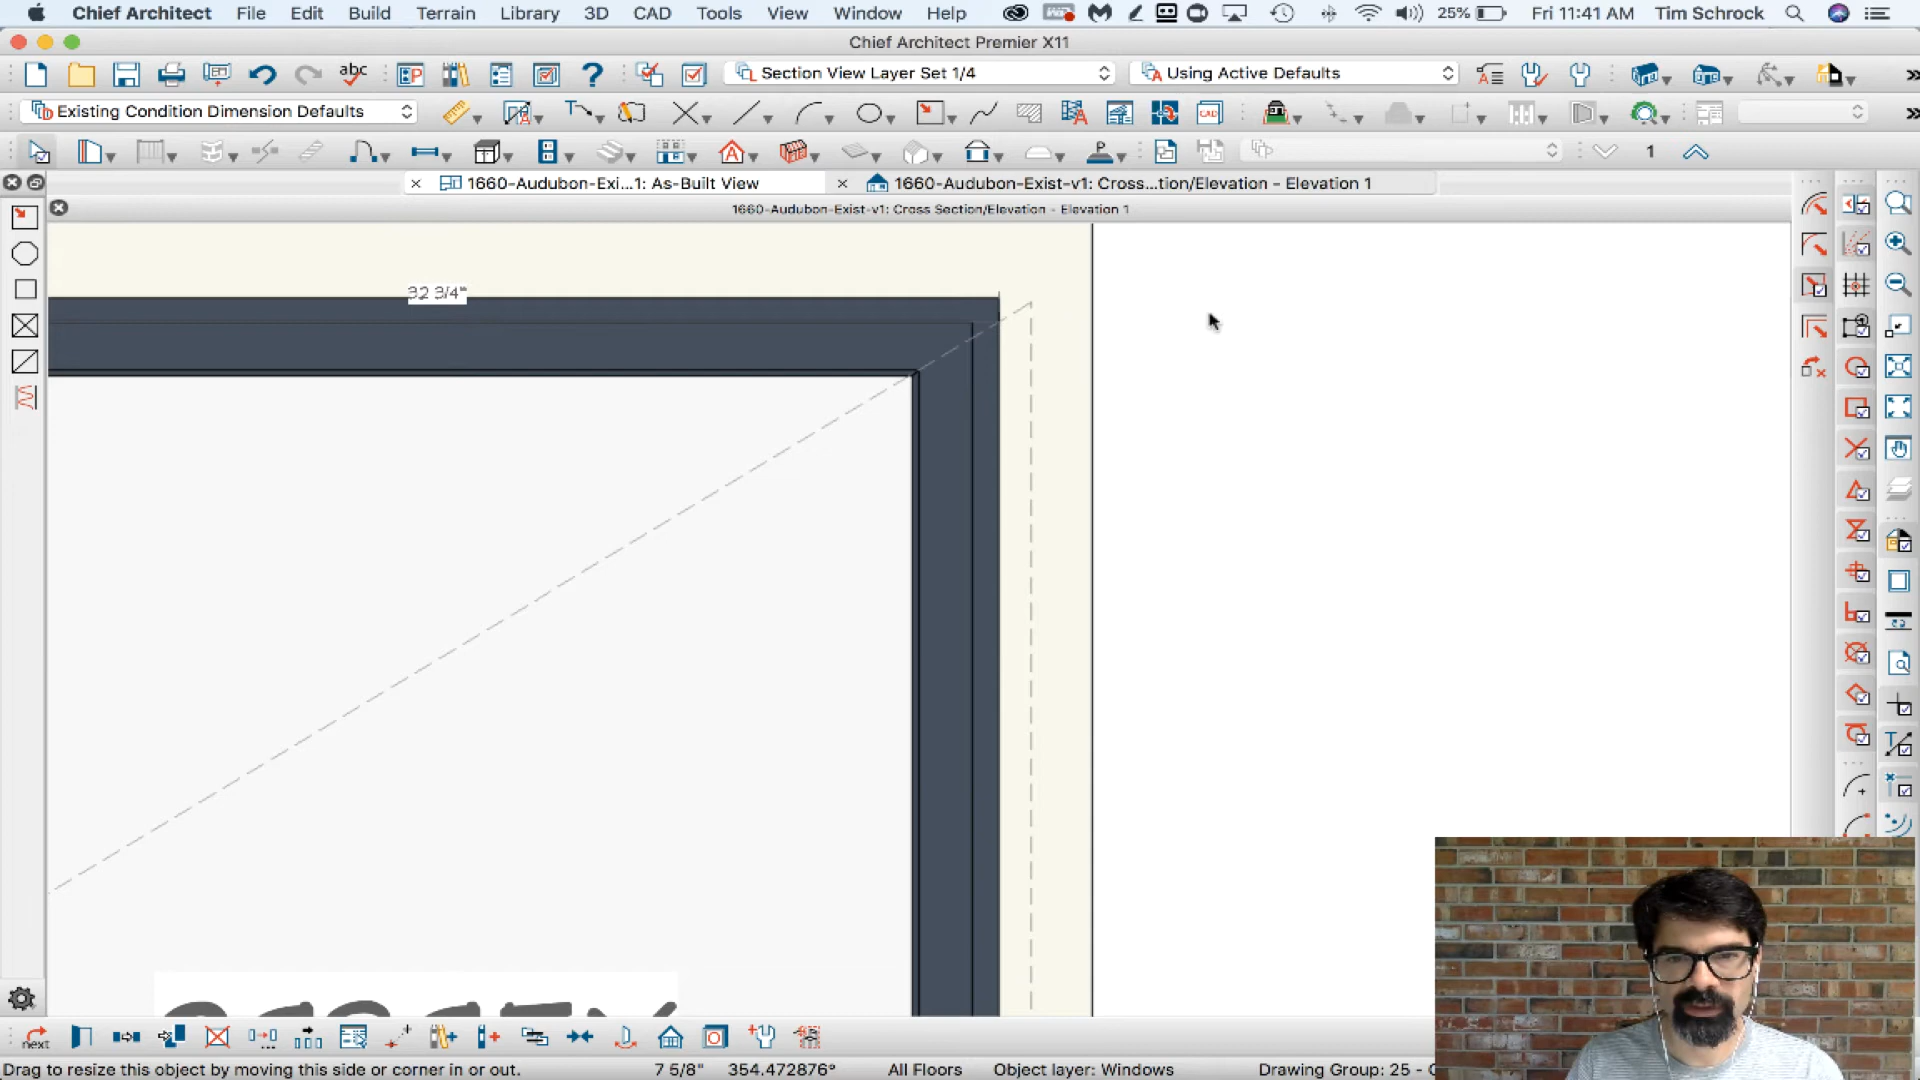 Chief Architect File Edit Build Terrain Library 3D CAD Tools View Window Help 25% Fri 11:41 AM Tim Schrock
Chief Architect Premier X11
abc Section View Layer Set 1/4 Using Active Defaults
Existing Condition Dimension Defaults CAD
1
1660-Audubon-Exi...1: As-Built View 1660-Audubon-Exist-v1: Cross...tion/Elevation - Elevation 1
1660-Audubon-Exist-v1: Cross Section/Elevation - Elevation 1
32 3/4"
next
Drag to resize this object by moving this side or corner in or out. 7 5/8" 354.472876° All Floors Object layer: Windows Drawing Group: 25 -